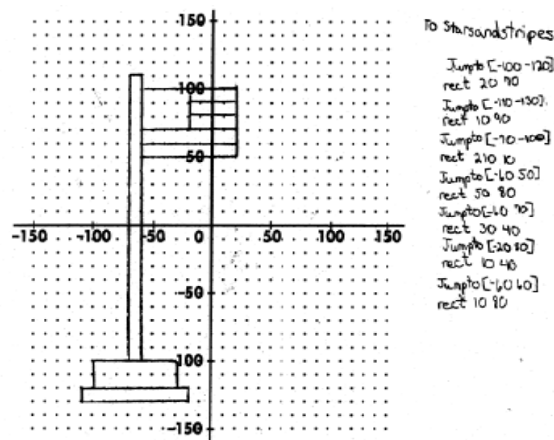 To Starsandstripes
Jumpto [-100 -120]
rect 20 70
Jumpto [-110 -130]
rect 10 90
Jumpto [-70 -100]
rect 210 10
Jumpto [-60 50]
rect 50 80
Jumpto [-60 70]
rect 30 40
Jumpto [-20 80]
rect 10 40
Jumpto [-60 60]
rect 10 80
150
100
50
-150 -100 -50 0 50 100 150
-50
-100
-150